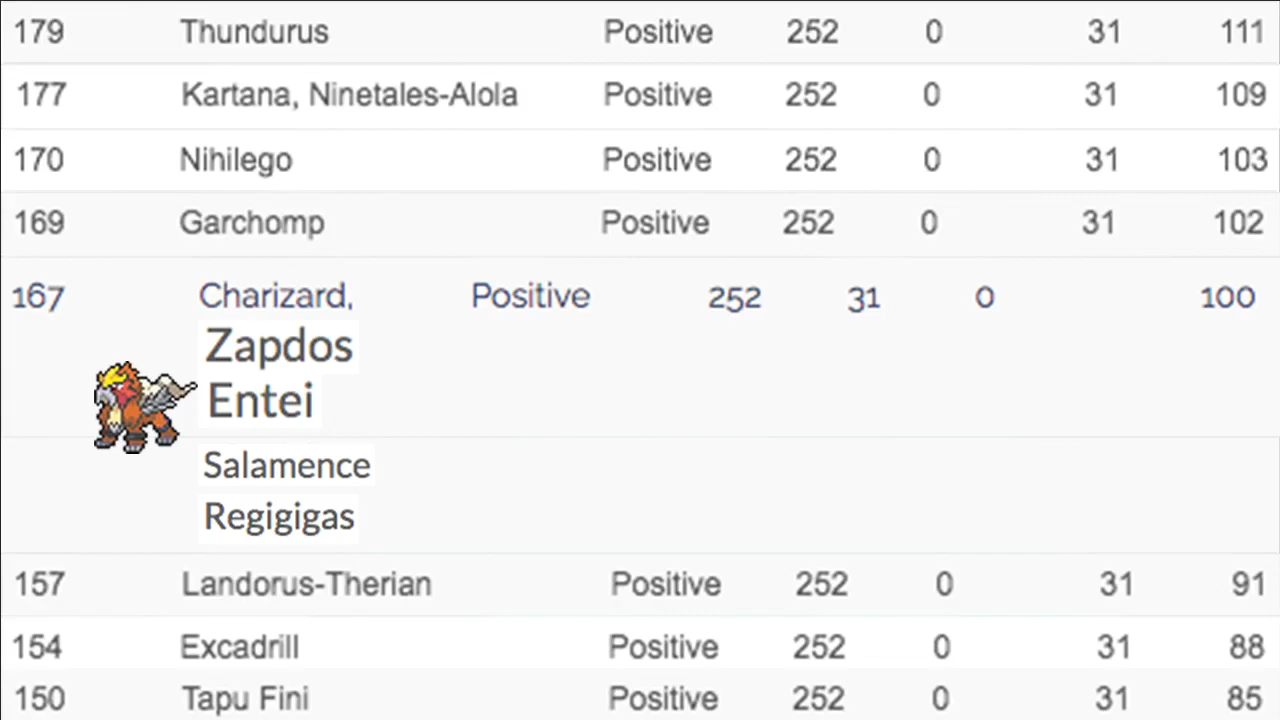 179 Thundurus Positive 252 0 31 111
177 Kartana, Ninetales-Alola Positive 252 0 31 109
170 Nihilego Positive 252 0 31 103
169 Garchomp Positive 252 0 31 102
167 Charizard, Positive 252 31 0 100
Zapdos
Entei
Salamence
Regigigas
157 Landorus-Therian Positive 252 0 31 91
154 Excadrill Positive 252 0 31 88
150 Tapu Fini Positive 252 0 31 85